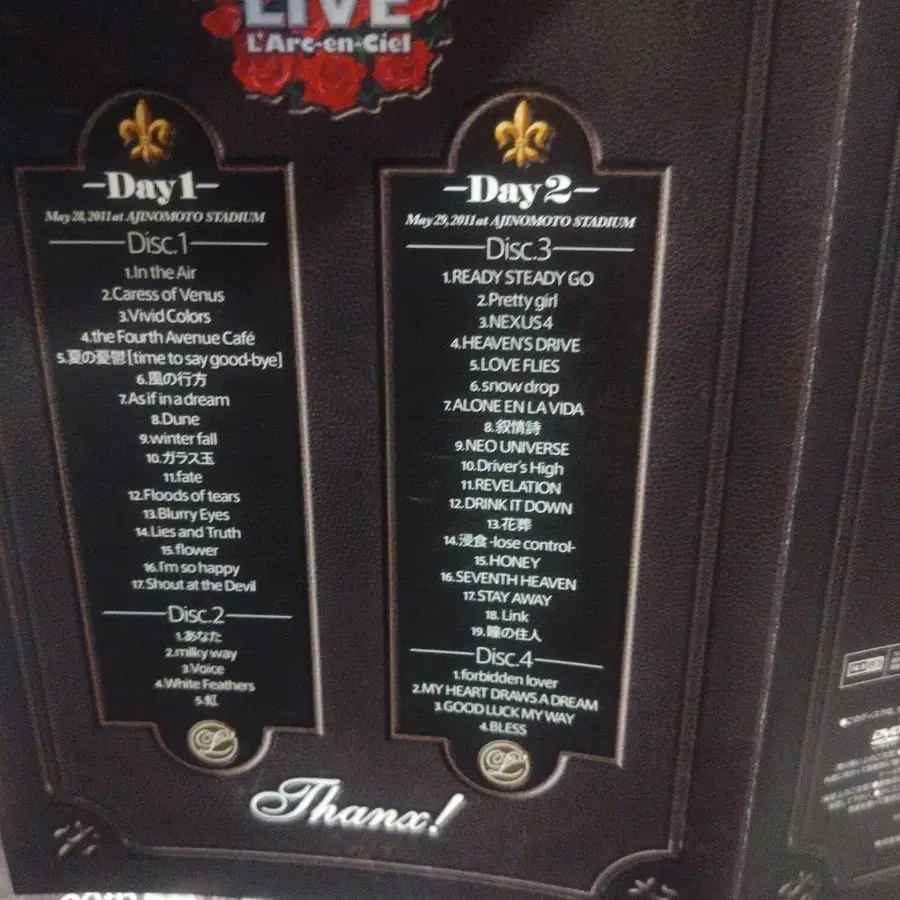 LIVE
L'Arc-en-Ciel
-Day1-
May 28, 2011 at AJINOMOTO STADIUM
Disc.1
1.In the Air
2.Caress of Venus
3.Vivid Colors
4.the Fourth Avenue Café
5.夏の憂鬱[time to say good-bye]
6.風の行方
7.As if in a dream
8.Dune
9.winter fall
10.ガラス玉
11.fate
12.Floods of tears
13.Blurry Eyes
14.Lies and Truth
15.flower
16.I'm so happy
17.Shout at the Devil
Disc.2
1.あなた
2.milky way
3.Voice
4.White Feathers
5.虹
-Day2-
May 29, 2011 at AJINOMOTO STADIUM
Disc.3
1.READY STEADY GO
2.Pretty girl
3.NEXUS4
4.HEAVEN'S DRIVE
5.LOVE FLIES
6.snow drop
7.ALONE EN LA VIDA
8.叙情詩
9.NEO UNIVERSE
10.Driver's High
11.REVELATION
12.DRINK IT DOWN
13.花葬
14.浸食 -lose control-
15.HONEY
16.SEVENTH HEAVEN
17.STAY AWAY
18.Link
19.瞳の住人
Disc.4
1.forbidden lover
2.MY HEART DRAWS A DREAM
3.GOOD LUCK MY WAY
4.BLESS
Thanx!
DVD